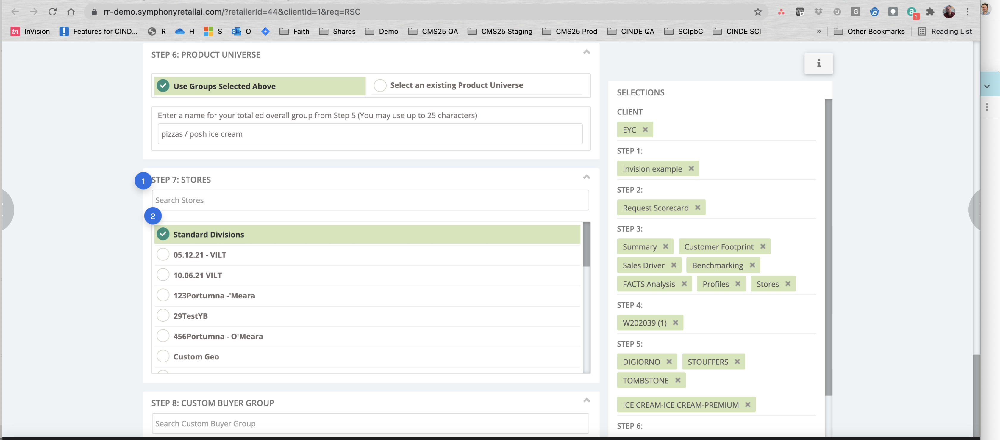 rr-demo.symphonyretailai.com/?retailerId=44&clientId=1&req=RSC
1
in InVision ! Features for CIND... R H S O Faith Shares Demo CMS25 QA CMS25 Staging CMS25 Prod CINDE QA SCIpbC CINDE SCI » Other Bookmarks Reading List
STEP 6: PRODUCT UNIVERSE
Use Groups Selected Above
Select an existing Product Universe
Enter a name for your totalled overall group from Step 5 (You may use up to 25 characters)
pizzas / posh ice cream
1
STEP 7: STORES
Search Stores
2
Standard Divisions
05.12.21 - VILT
10.06.21 VILT
123Portumna -'Meara
29TestYB
456Portumna - O'Meara
Custom Geo
STEP 8: CUSTOM BUYER GROUP
Search Custom Buyer Group
i
SELECTIONS
CLIENT
EYC ×
STEP 1:
Invision example ×
STEP 2:
Request Scorecard ×
STEP 3:
Summary × Customer Footprint ×
Sales Driver × Benchmarking ×
FACTS Analysis × Profiles × Stores ×
STEP 4:
W202039 (1) ×
STEP 5:
DIGIORNO × STOUFFERS ×
TOMBSTONE ×
ICE CREAM-ICE CREAM-PREMIUM ×
STEP 6: